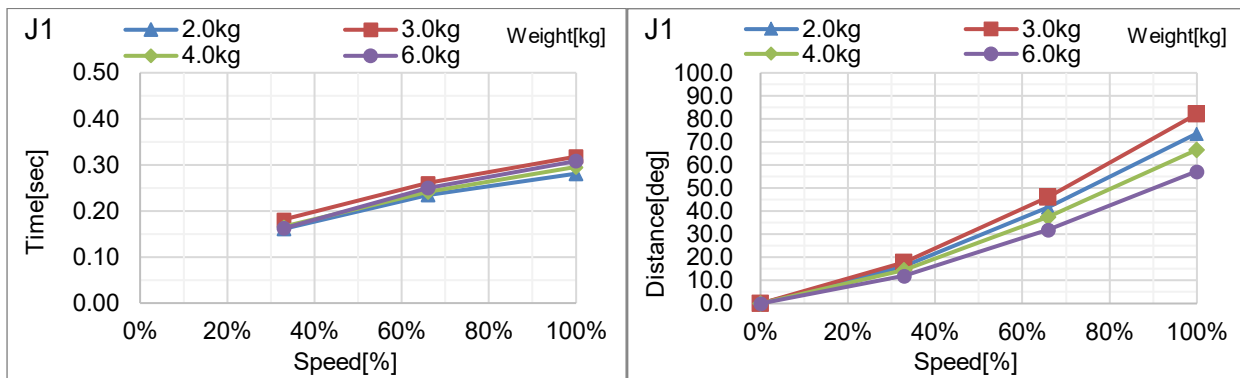 J1
2.0kg
3.0kg
Weight[kg]
4.0kg
6.0kg
0.50
0.40
0.30
0.20
0.10
0.00
Time[sec]
0%
20%
40%
60%
80%
100%
Speed[%]
J1
2.0kg
3.0kg
Weight[kg]
4.0kg
6.0kg
100.0
90.0
80.0
70.0
60.0
50.0
40.0
30.0
20.0
10.0
0.0
Distance[deg]
0%
20%
40%
60%
80%
100%
Speed[%]